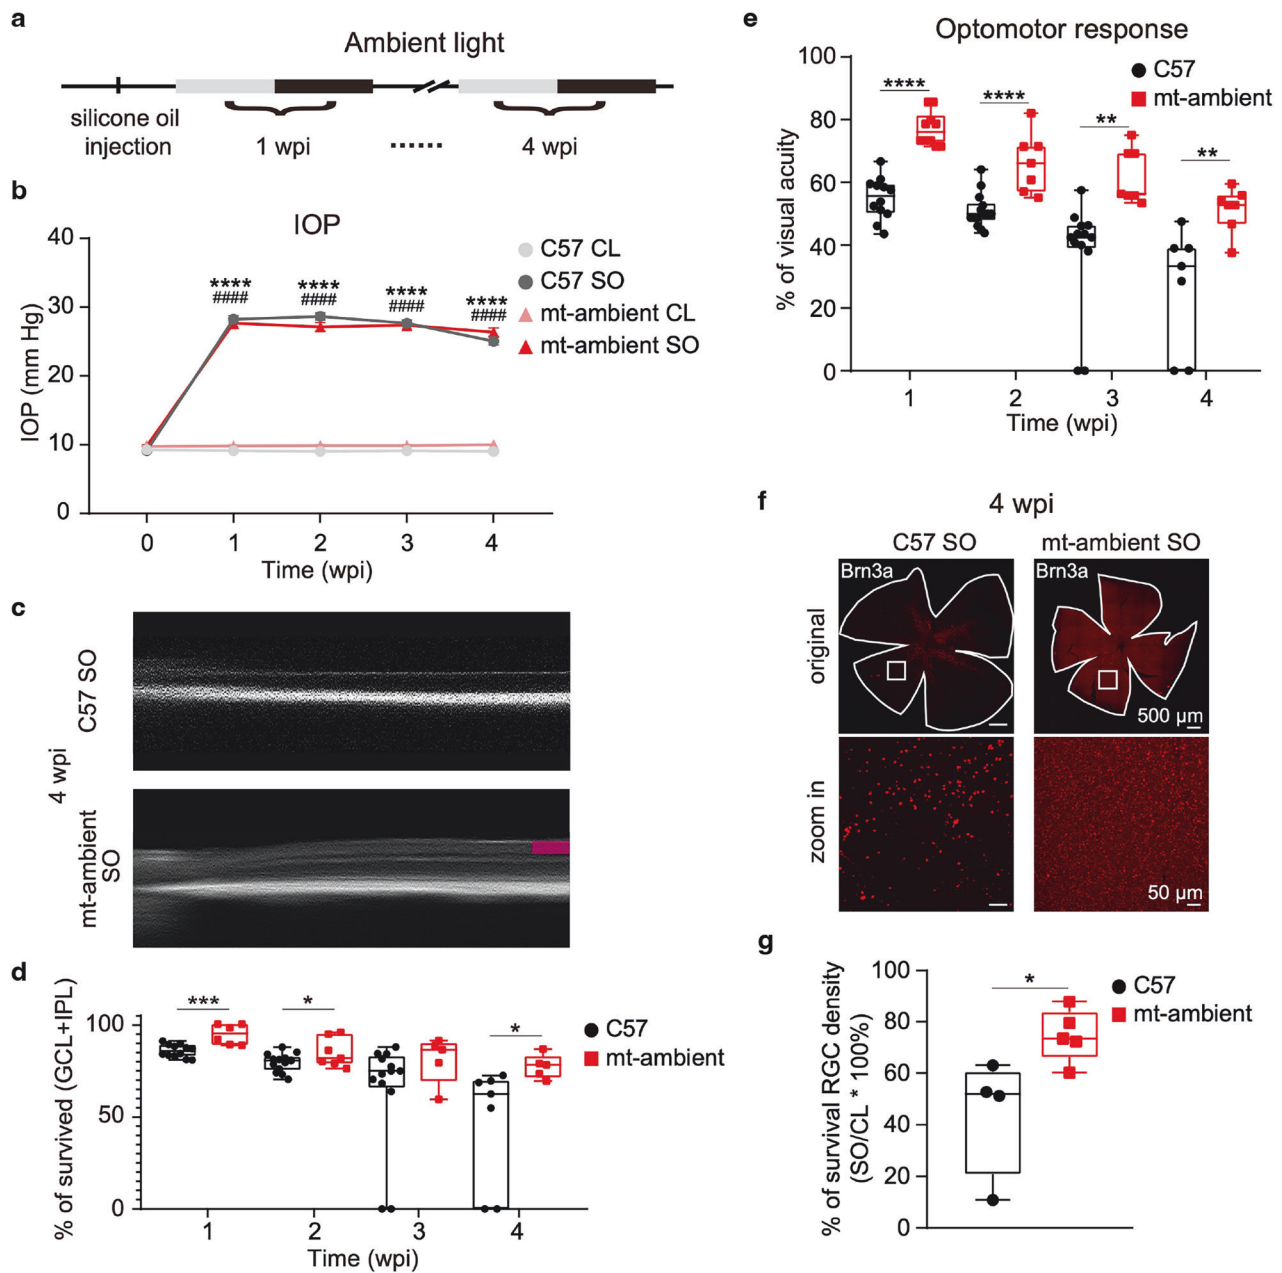 a
Ambient light
silicone oil
injection
1 wpi
4 wpi
b
IOP
IOP (mm Hg)
40
30
20
10
0
****
####
****
####
****
####
****
####
C57 CL
C57 SO
mt-ambient CL
mt-ambient SO
0 1 2 3 4
Time (wpi)
c
4 wpi
C57 SO
mt-ambient
SO
d
% of survived (GCL+IPL)
100
50
0
***
*
*
C57
mt-ambient
1 2 3 4
Time (wpi)
e
Optomotor response
% of visual acuity
100
80
60
40
20
0
****
****
**
**
C57
mt-ambient
1 2 3 4
Time (wpi)
f
4 wpi
C57 SO
mt-ambient SO
original
Brn3a
Brn3a
500 µm
zoom in
50 µm
g
% of survival RGC density
(SO/CL * 100%)
100
80
60
40
20
0
*
C57
mt-ambient